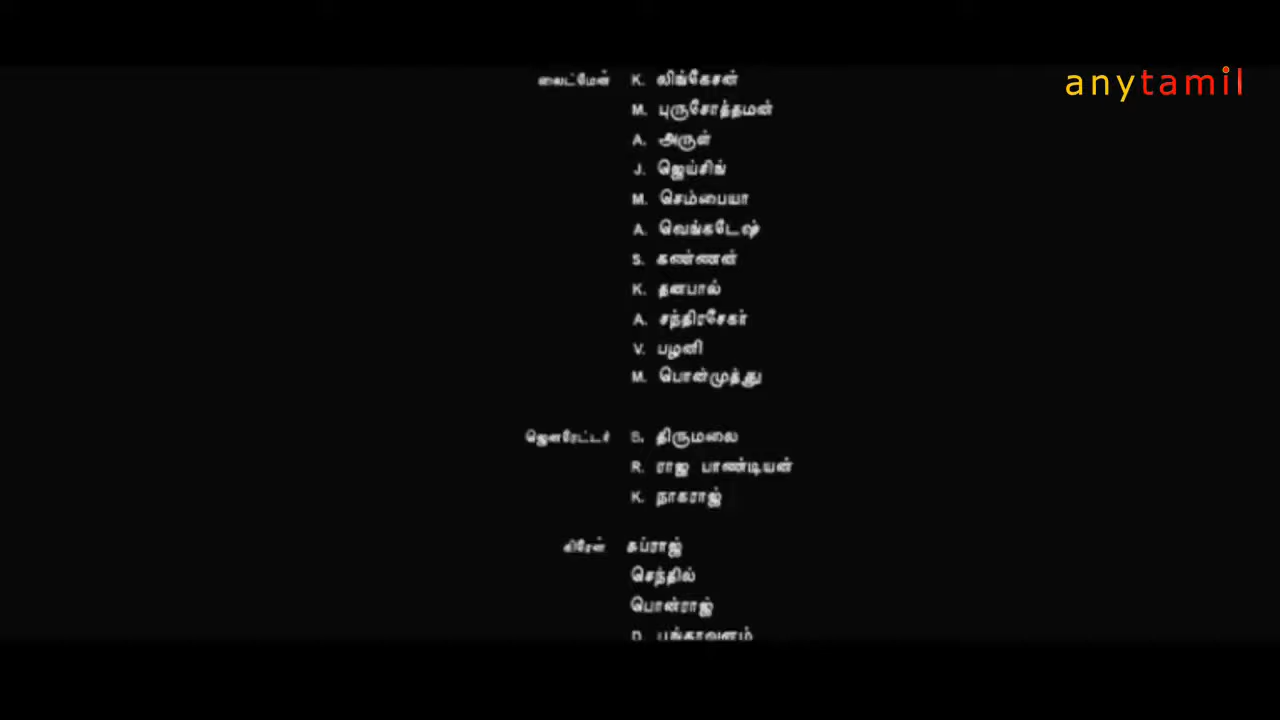 anytamil
லைட்மேன் K. லிங்கேசன்
M. புருசோத்தமன்
A. அருள்
J. ஜெய்சிங்
M. செம்பையா
A. வெங்கடேஷ்
S. கண்ணன்
K. தனபால்
A. சந்திரசேகர்
V. பழனி
M. பொன்முத்து
ஜெனரேட்டர் S. திருமலை
R. ராஜ பாண்டியன்
K. நாகராஜ்
கிரேன்
செந்தில்
பொன்ராஜ்
D.